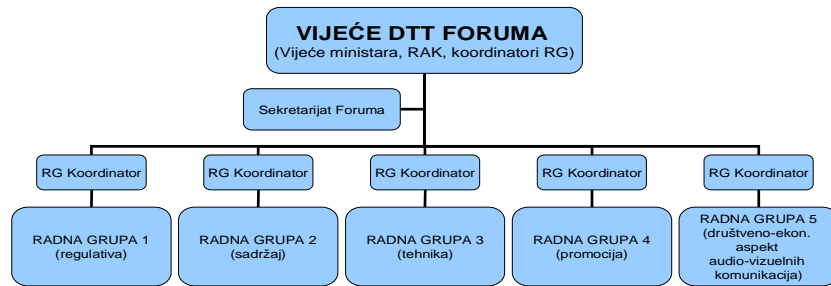 VIJEĆE DTT FORUMA
(Vijeće ministara, RAK, koordinatori RG)
Sekretarijat Foruma
RG Koordinator
RG Koordinator
RG Koordinator
RG Koordinator
RG Koordinator
RADNA GRUPA 1
(regulativa)
RADNA GRUPA 2
(sadržaj)
RADNA GRUPA 3
(tehnika)
RADNA GRUPA 4
(promocija)
RADNA GRUPA 5
(društveno-ekon.
aspekt
audio-vizuelnih
komunikacija)